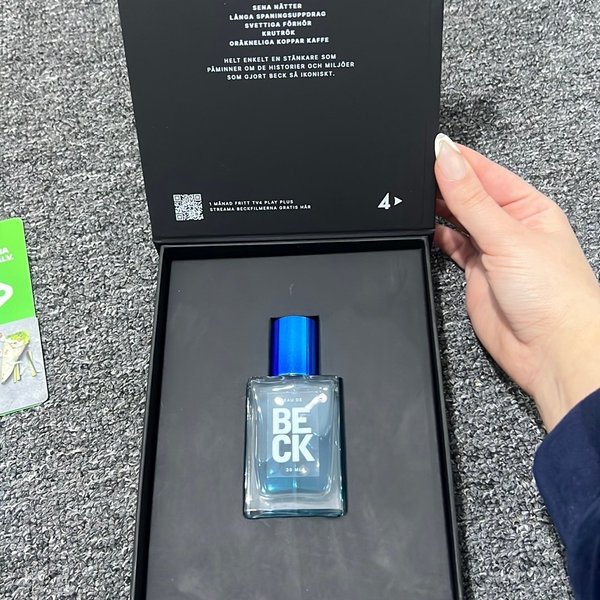 SENA NÄTTER
LÅNGA SPANINGSUPPDRAG
SVETTIGA FÖRHÖR
KRUTRÖK
ORÄKNELIGA KOPPAR KAFFE
HELT ENKELT EN STÄNKARE SOM
PÅMINNER OM DE HISTORIER OCH MILJÖER
SOM GJORT BECK SÅ IKONISKT.
1 MÅNAD FRITT TV4 PLAY PLUS
STREAMA BECKFILMERNA GRATIS HÄR
4
EAU DE
BE
CK
30 ML